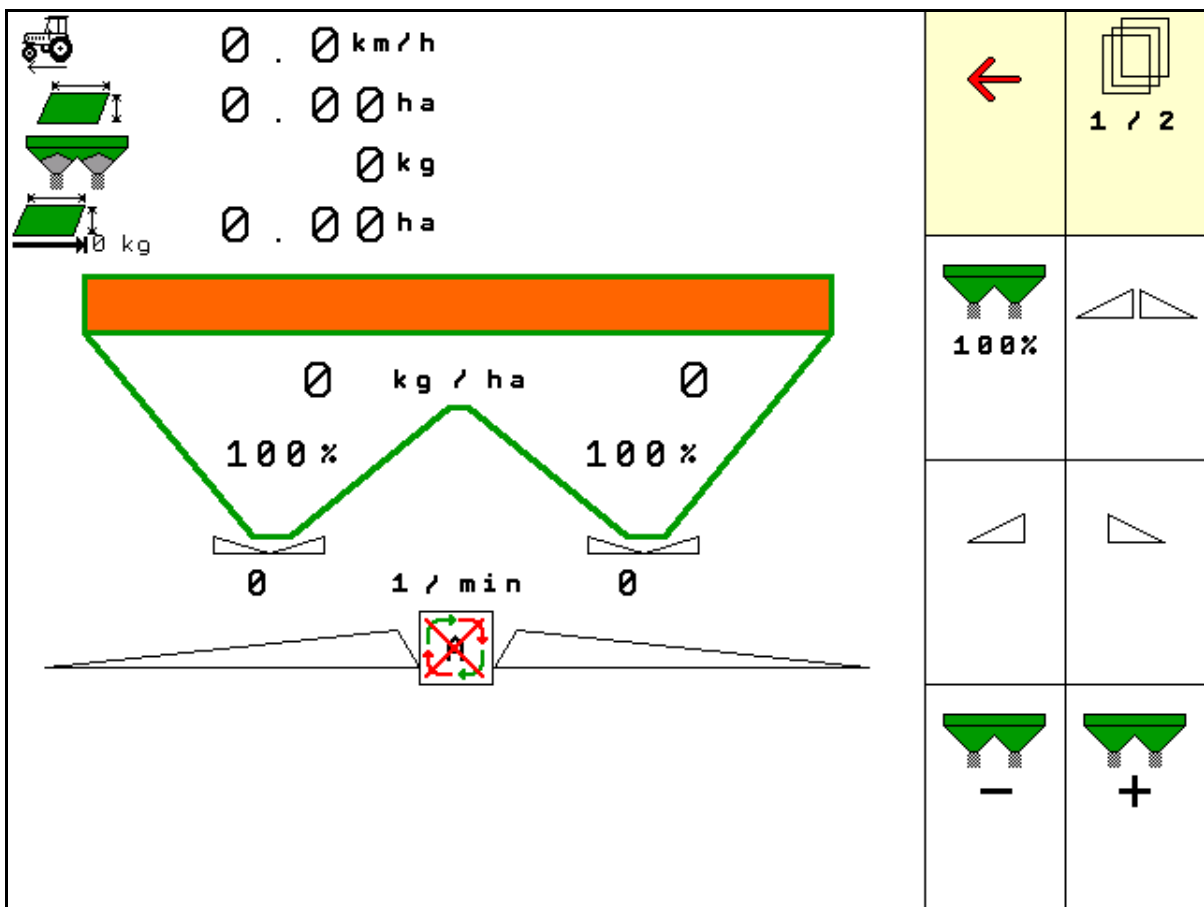 0.0 km/h
0.00 ha
0 kg
0.00 ha
0 kg
0 kg/ha 0
100% 100%
0 1/min 0
A
1/2
100%
-
+